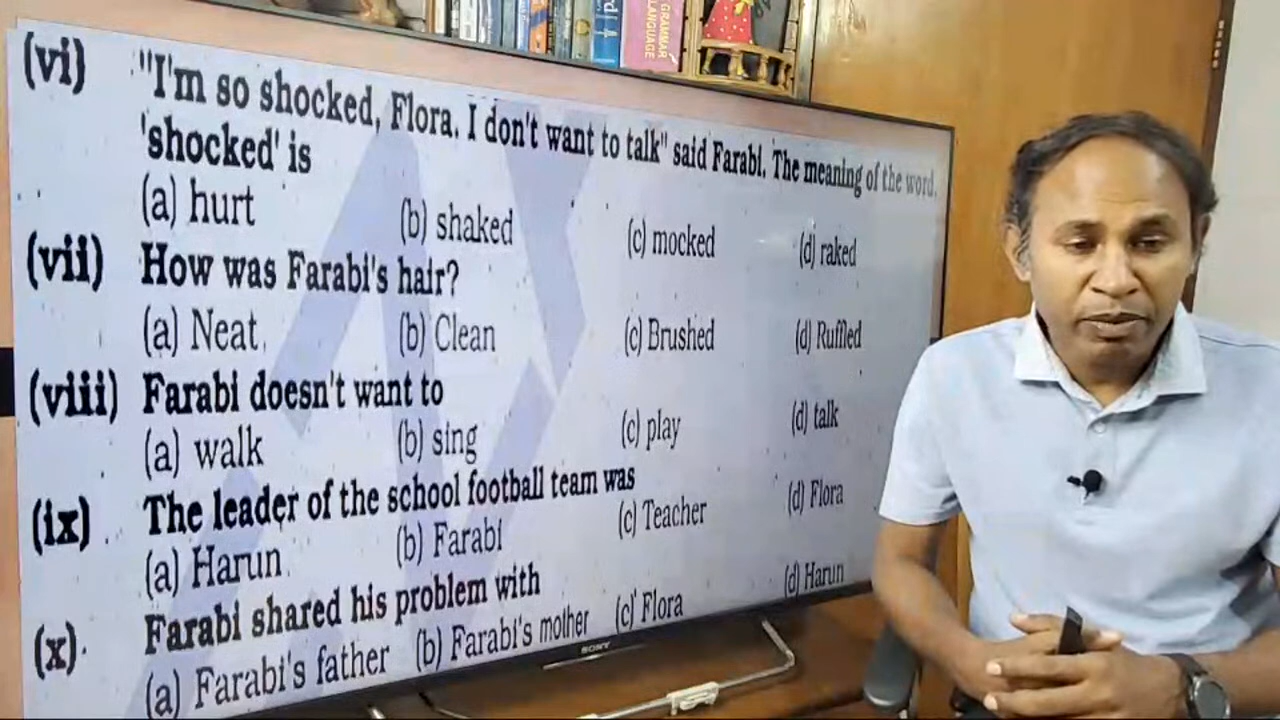 GRAMMAR
LANGUAGE
(vi) "I'm so shocked, Flora. I don't want to talk" said Farabi. The meaning of the word.
'shocked' is
(a) hurt (b) shaked (c) mocked (d) raked
(vii) How was Farabi's hair?
(a) Neat (b) Clean (c) Brushed (d) Ruffled
(viii) Farabi doesn't want to
(a) walk (b) sing (c) play (d) talk
(ix) The leader of the school football team was
(a) Harun (b) Farabi (c) Teacher (d) Flora
(x) Farabi shared his problem with
(a) Farabi's father (b) Farabi's mother (c) Flora (d) Harun
SONY